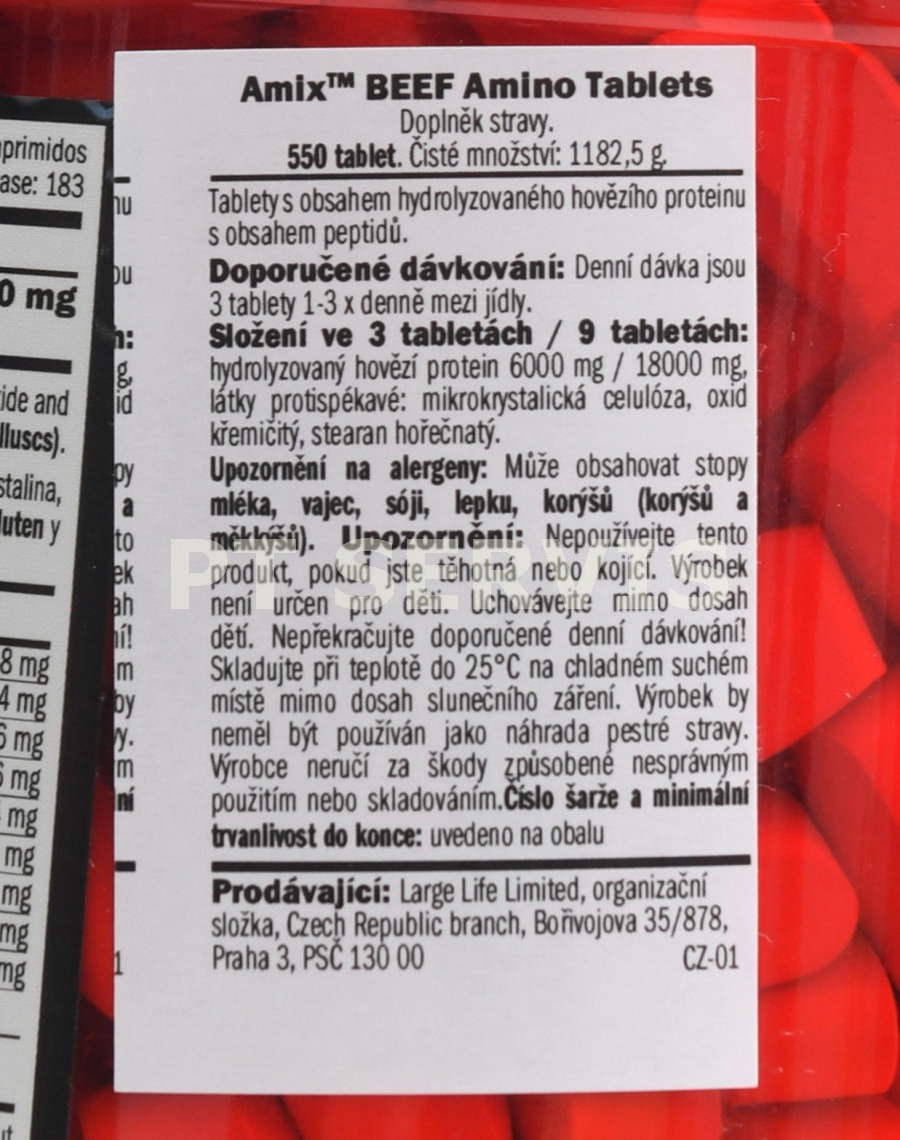 Amix™ BEEF Amino Tablets
Doplněk stravy.
550 tablet. Čisté množství: 1182,5 g.
Tablety s obsahem hydrolyzovaného hovězího proteinu
s obsahem peptidů.
Doporučené dávkování: Denní dávka jsou
3 tablety 1-3 x denně mezi jídly.
Složení ve 3 tabletách / 9 tabletách:
hydrolyzovaný hovězí protein 6000 mg / 18000 mg,
látky protispékavé: mikrokrystalická celulóza, oxid
křemičitý, stearan hořečnatý.
Upozornění na alergeny: Může obsahovat stopy
mléka, vajec, sóji, lepku, korýšů (korýšů a
měkkýšů). Upozornění: Nepoužívejte tento
produkt, pokud jste těhotná nebo kojící. Výrobek
není určen pro děti. Uchovávejte mimo dosah
dětí. Nepřekračujte doporučené denní dávkování!
Skladujte při teplotě do 25°C na chladném suchém
místě mimo dosah slunečního záření. Výrobek by
neměl být používán jako náhrada pestré stravy.
Výrobce neručí za škody způsobené nesprávným
použitím nebo skladováním.Číslo šarže a minimální
trvanlivost do konce: uvedeno na obalu
Prodávající: Large Life Limited, organizační
složka, Czech Republic branch, Bořivojova 35/878,
Praha 3, PSČ 130 00 CZ-01
183
0 mg
and
stalina,
y
8 mg
4 mg
6 mg
mg
mg
mg
mg
mg
mg